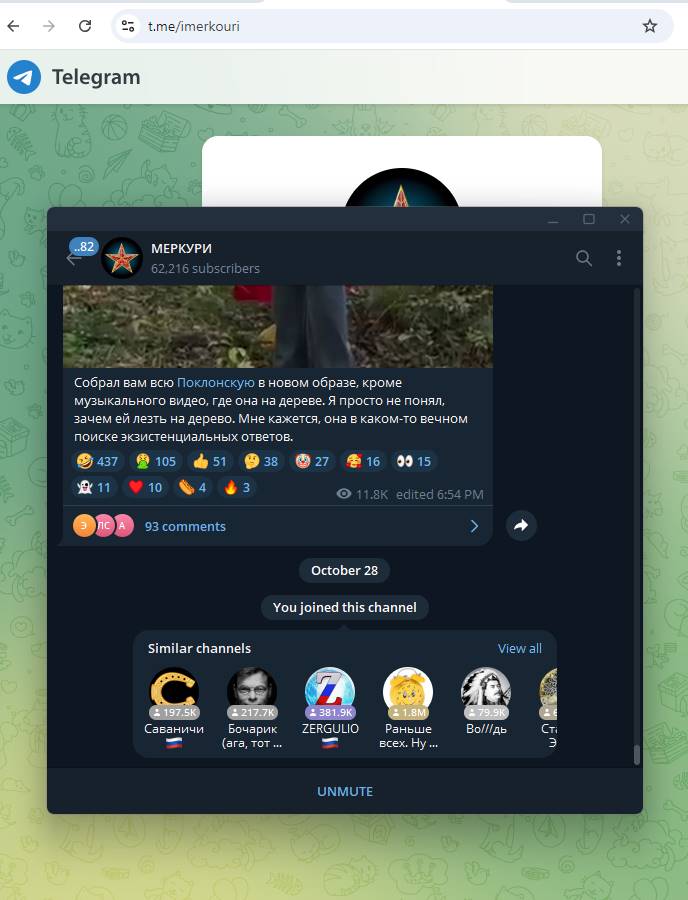 t.me/imerkouri
Telegram
..82
МЕРКУРИ
62,216 subscribers
Собрал вам всю Поклонскую в новом образе, кроме
музыкального видео, где она на дереве. Я просто не понял,
зачем ей лезть на дерево. Мне кажется, она в каком-то вечном
поиске экзистенциальных ответов.
437 105 51 38 27 16 15
11 10 4 3
11.8K edited 6:54 PM
Э ЛС А 93 comments
October 28
You joined this channel
Similar channels View all
197.5K 217.7K 381.9K 1.8M 79.9K 6
Саваничи Бочарик ZERGULIO Раньше Во///дь Ста
(ага, тот ... всех. Ну ... Э
UNMUTE